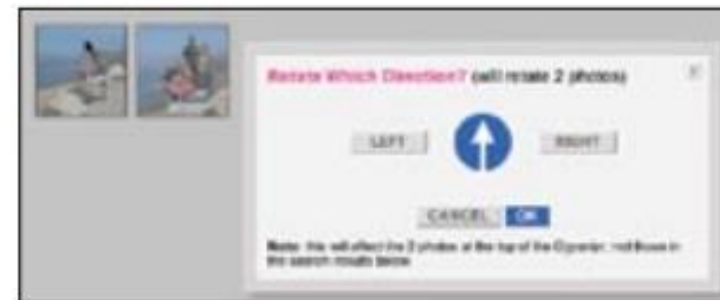 Rotate Which Direction? (will rotate 2 photos)
LEFT
RIGHT
CANCEL OK
Note: this will affect the 2 photos at the top of the Organizr, not those in
the search results below